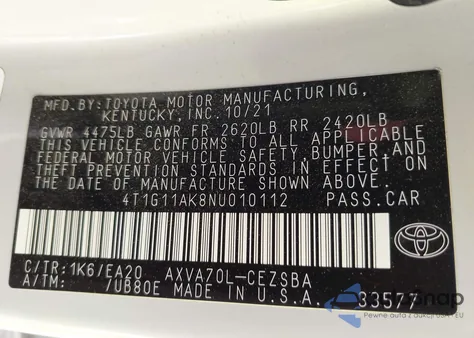 MFD.BY:TOYOTA MOTOR MANUFACTURING,
KENTUCKY,INC.10/21
GVWR 4475LB GAWR FR 2620LB RR 2420LB
THIS VEHICLE CONFORMS TO ALL APPLICABLE
FEDERAL MOTOR VEHICLE SAFETY,BUMPER,AND
THEFT PREVENTION STANDARDS IN EFFECT ON
THE DATE OF MANUFACTURE SHOWN ABOVE.
4T1G11AK8NU010112 PASS.CAR
C/TR:1K6/EA20 AXVA70L-CEZSBA
A/TM: /UB80E MADE IN U.S.A.
TOYOTA